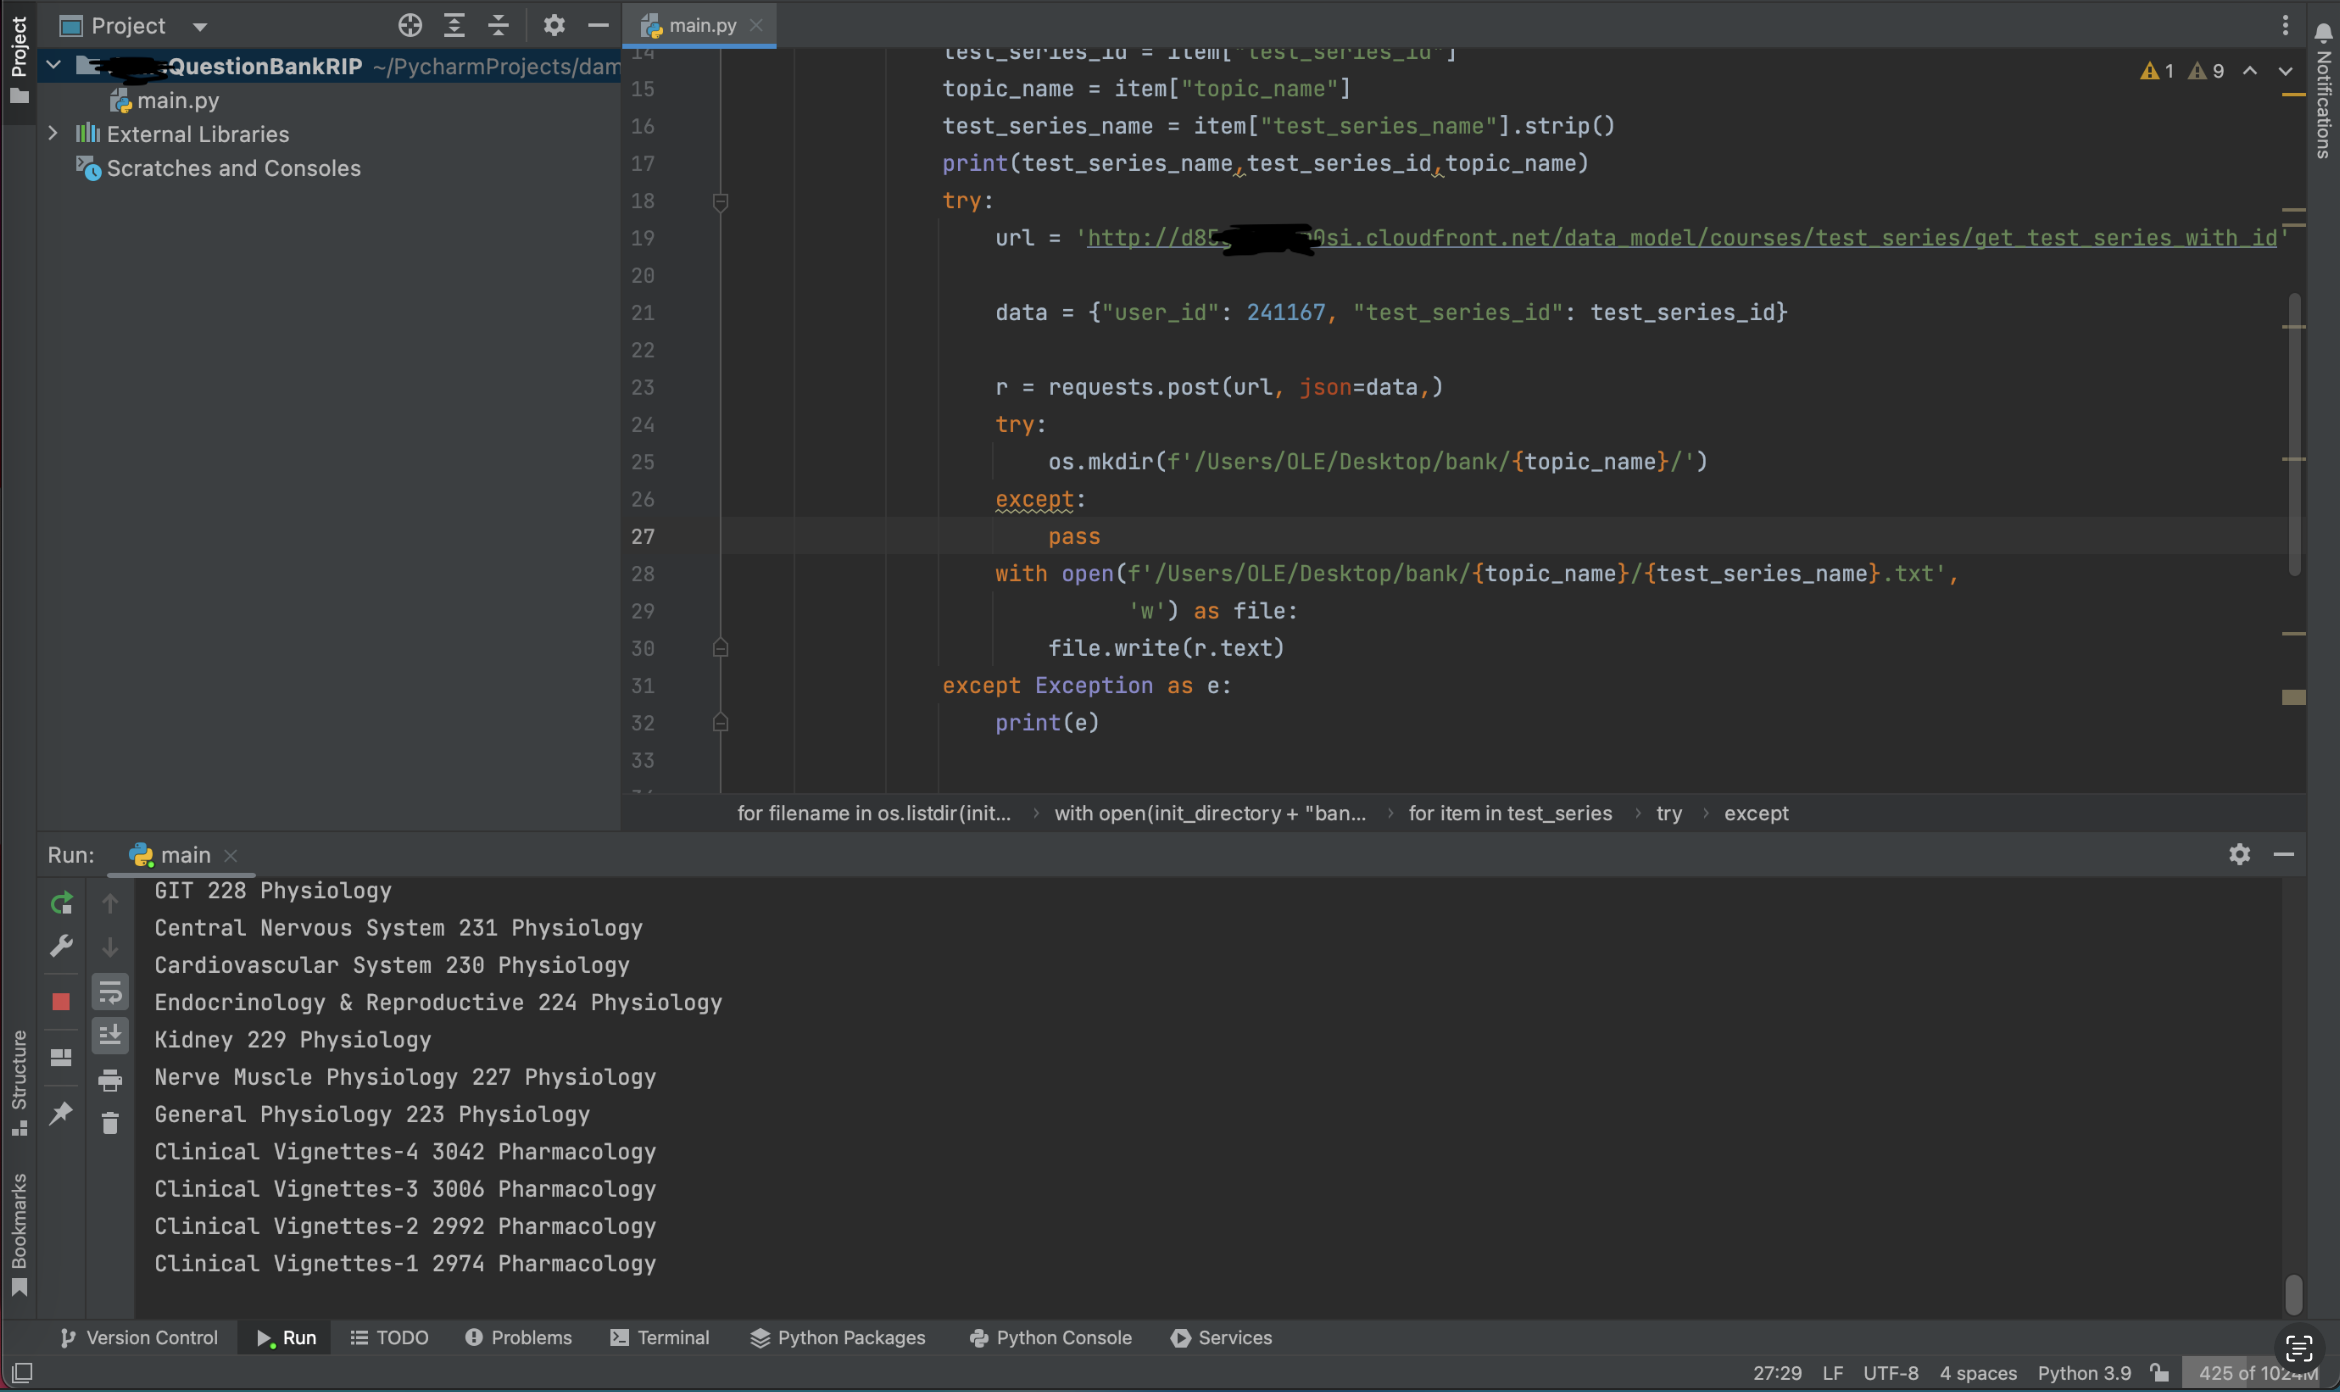 Project
main.py
Project
QuestionBankRIP ~/PycharmProjects/dam
main.py
External Libraries
Scratches and Consoles
1 9
Notifications
14 test_series_id = item["test_series_id"]
15 topic_name = item["topic_name"]
16 test_series_name = item["test_series_name"].strip()
17 print(test_series_name,test_series_id,topic_name)
18 try:
19 url = 'http://d85 0si.cloudfront.net/data_model/courses/test_series/get_test_series_with_id'
20
21 data = {"user_id": 241167, "test_series_id": test_series_id}
22
23 r = requests.post(url, json=data,)
24 try:
25 os.mkdir(f'/Users/OLE/Desktop/bank/{topic_name}/')
26 except:
27 pass
28 with open(f'/Users/OLE/Desktop/bank/{topic_name}/{test_series_name}.txt',
29 'w') as file:
30 file.write(r.text)
31 except Exception as e:
32 print(e)
33
for filename in os.listdir(init... › with open(init_directory + "ban... › for item in test_series › try › except
Run: main
GIT 228 Physiology
Central Nervous System 231 Physiology
Cardiovascular System 230 Physiology
Endocrinology & Reproductive 224 Physiology
Kidney 229 Physiology
Nerve Muscle Physiology 227 Physiology
General Physiology 223 Physiology
Clinical Vignettes-4 3042 Pharmacology
Clinical Vignettes-3 3006 Pharmacology
Clinical Vignettes-2 2992 Pharmacology
Clinical Vignettes-1 2974 Pharmacology
Structure
Bookmarks
Version Control Run TODO Problems Terminal Python Packages Python Console Services
27:29 LF UTF-8 4 spaces Python 3.9 425 of 1024M